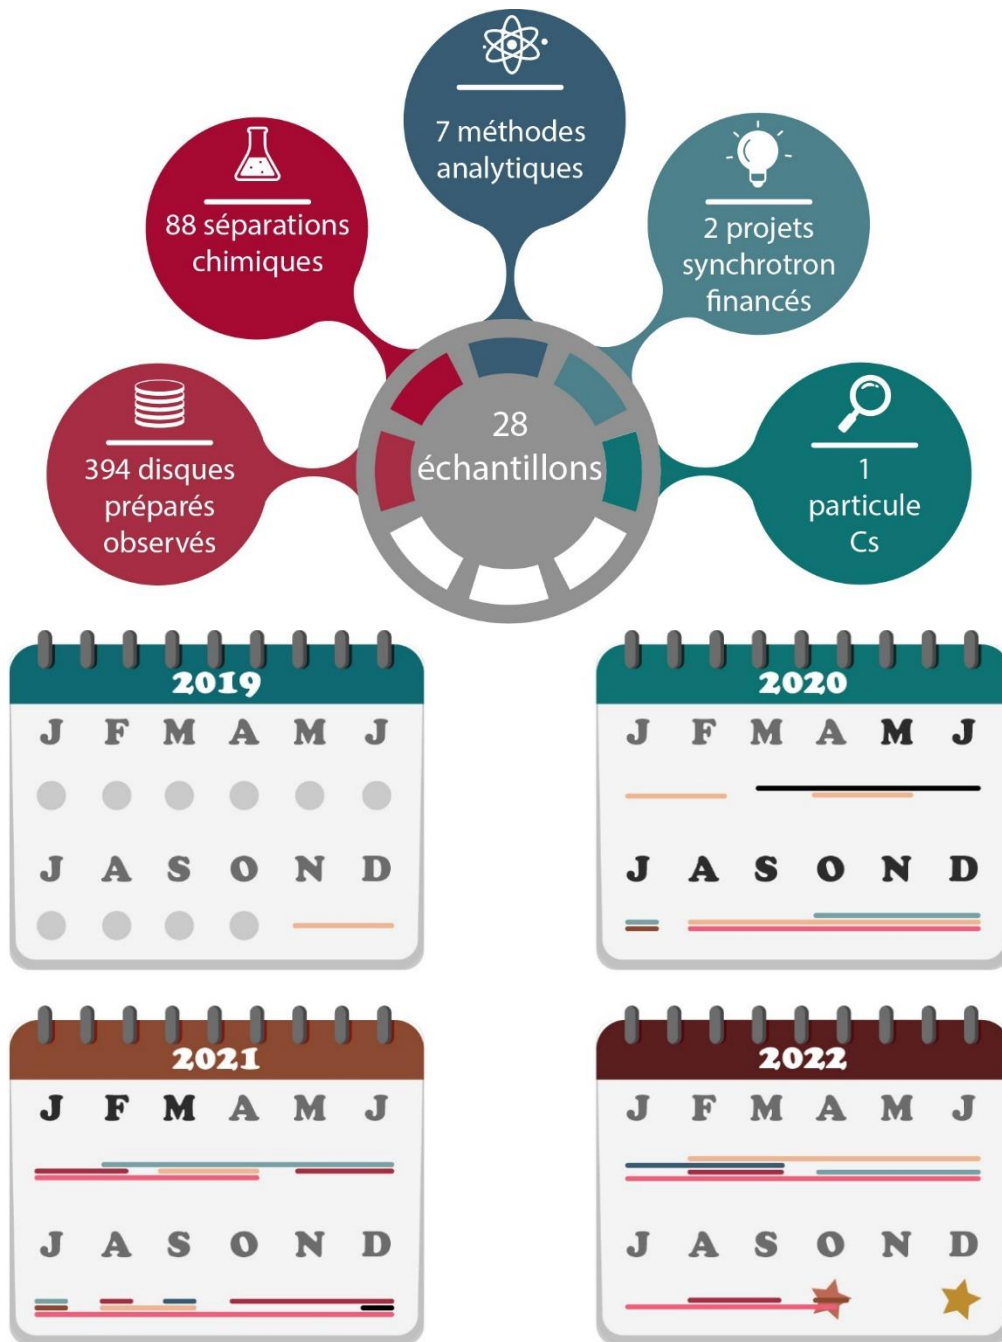 7 méthodes
analytiques
88 séparations
chimiques
2 projets
synchrotron
financés
394 disques
préparés
observés
28
échantillons
1
particule
Cs
2019
J F M A M J
J A S O N D
2020
J F M A M J
J A S O N D
2021
J F M A M J
J A S O N D
2022
J F M A M J
J A S O N D